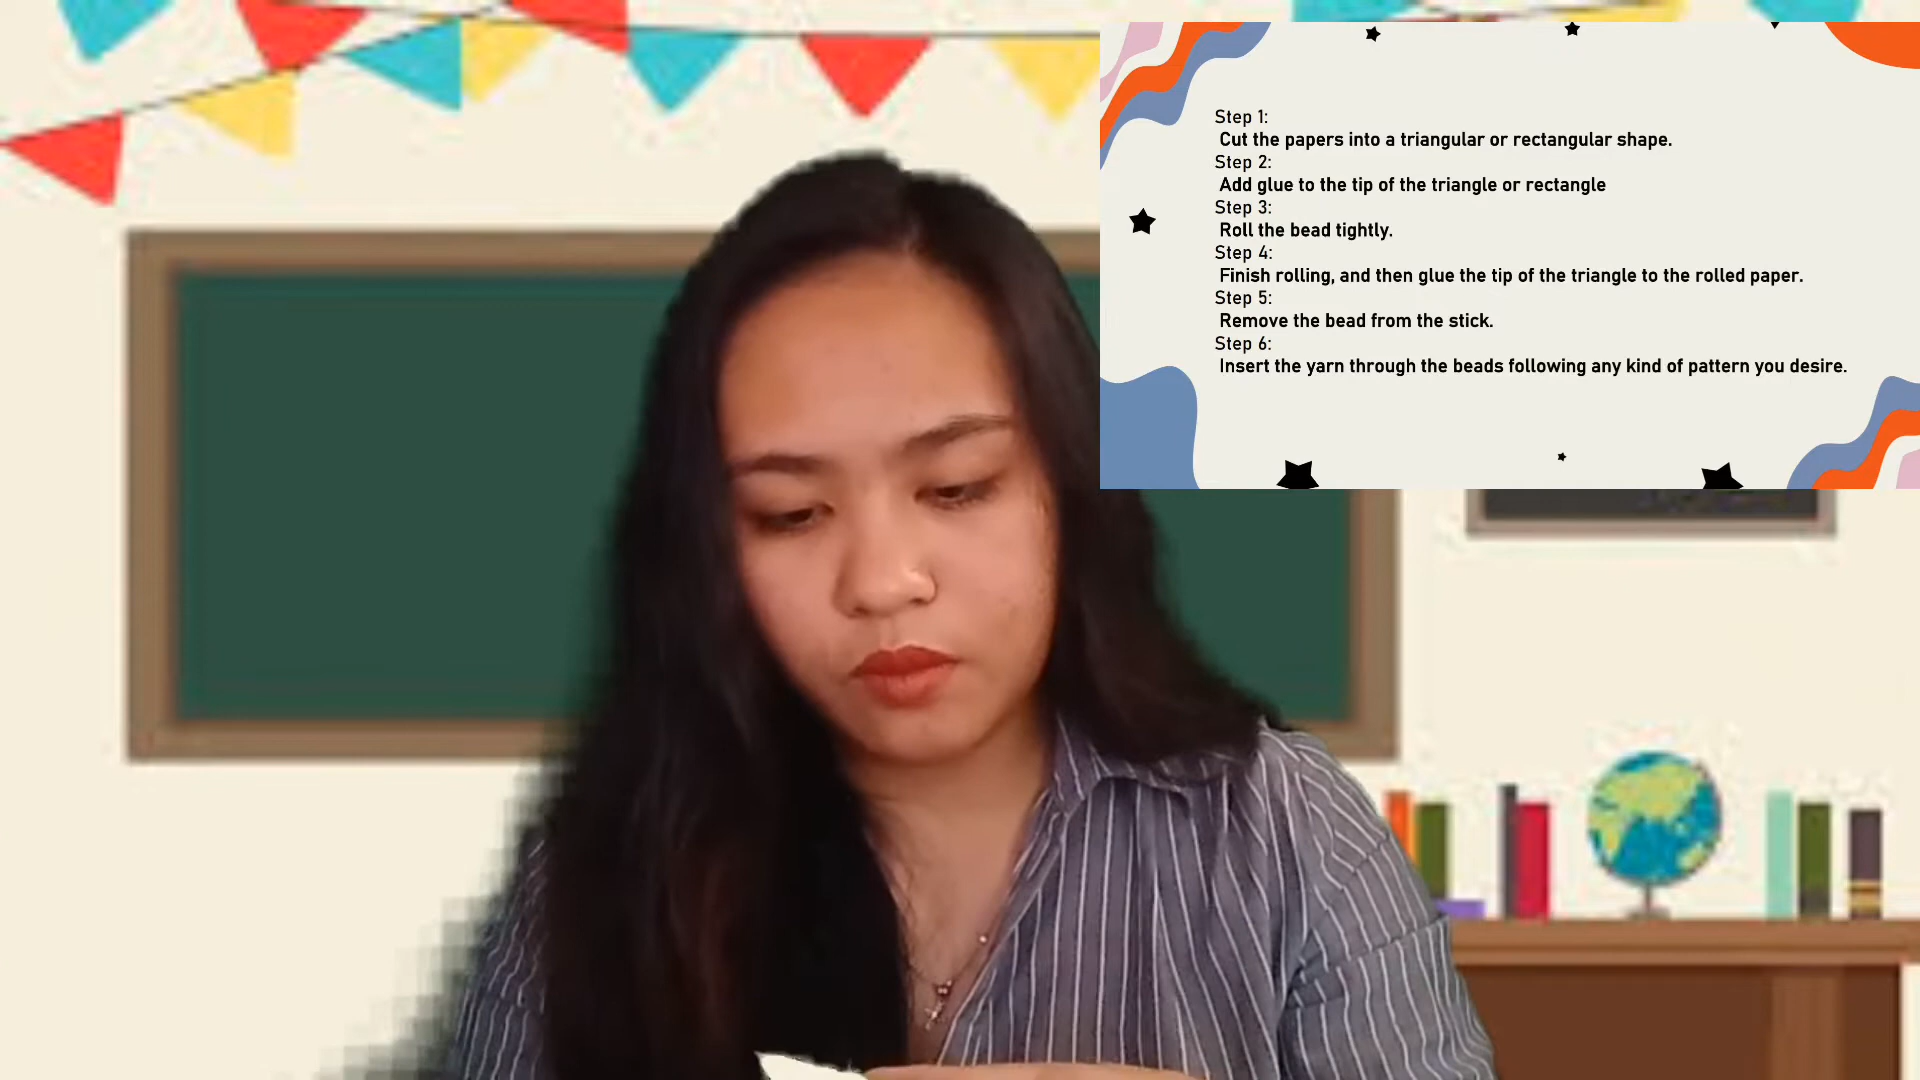 Step 1:
Cut the papers into a triangular or rectangular shape.
Step 2:
Add glue to the tip of the triangle or rectangle
Step 3:
Roll the bead tightly.
Step 4:
Finish rolling, and then glue the tip of the triangle to the rolled paper.
Step 5:
Remove the bead from the stick.
Step 6:
Insert the yarn through the beads following any kind of pattern you desire.